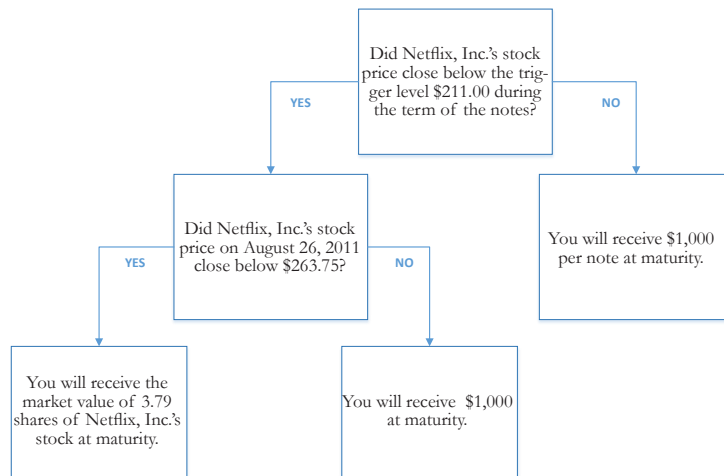 Did Netflix, Inc.'s stock
price close below the trig-
ger level $211.00 during
the term of the notes?
YES
NO
Did Netflix, Inc.'s stock
price on August 26, 2011
close below $263.75?
You will receive $1,000
per note at maturity.
YES
NO
You will receive the
market value of 3.79
shares of Netflix, Inc.'s
stock at maturity.
You will receive $1,000
at maturity.